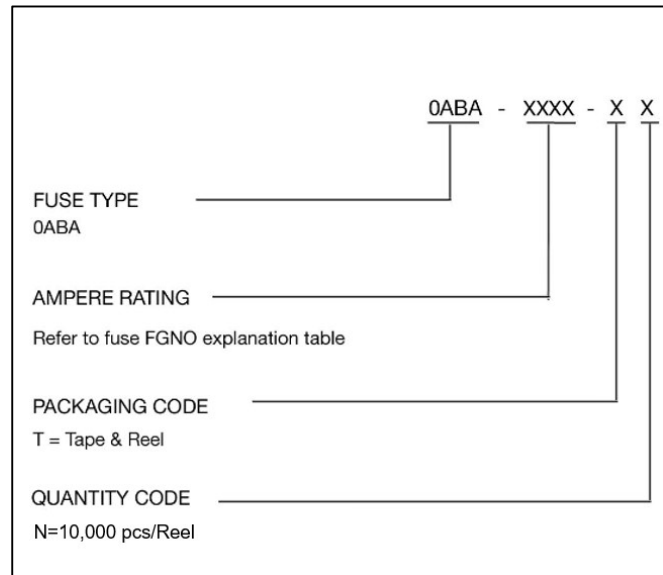 0ABA - XXXX - X X
FUSE TYPE
0ABA
AMPERE RATING
Refer to fuse FGNO explanation table
PACKAGING CODE
T = Tape & Reel
QUANTITY CODE
N=10,000 pcs/Reel